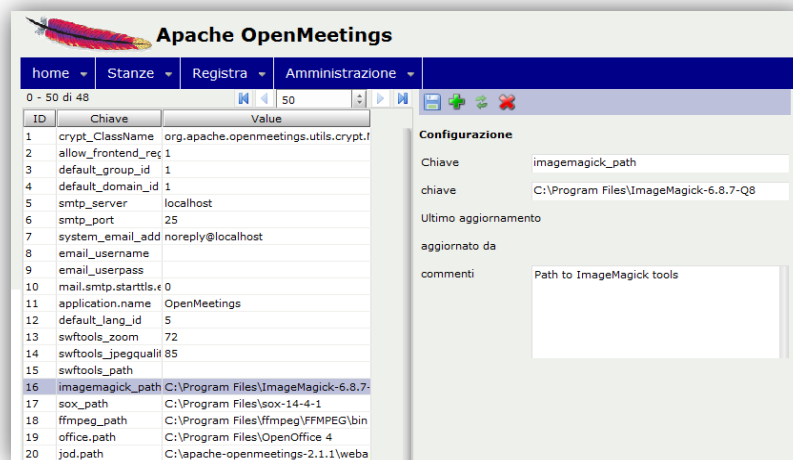 Apache OpenMeetings
home Stanze Registra Amministrazione
0 - 50 di 48 50
ID Chiave Value
1 crypt_ClassName org.apache.openmeetings.utils.crypt.
2 allow_frontend_reg 1
3 default_group_id 1
4 default_domain_id 1
5 smtp_server localhost
6 smtp_port 25
7 system_email_add noreply@localhost
8 email_username
9 email_userpass
10 mail.smtp.starttls.e 0
11 application.name OpenMeetings
12 default_lang_id 5
13 swftools_zoom 72
14 swftools_jpegqualit 85
15 swftools_path
16 imagemagick_path C:\Program Files\ImageMagick-6.8.7-
17 sox_path C:\Program Files\sox-14-4-1
18 ffmpeg_path C:\Program Files\ffmpeg\FFMPEG\bin
19 office.path C:\Program Files\OpenOffice 4
20 jod.path C:\apache-openmeetings-2.1.1\weba
Configurazione
Chiave imagemagick_path
chiave C:\Program Files\ImageMagick-6.8.7-Q8
Ultimo aggiornamento
aggiornato da
commenti Path to ImageMagick tools